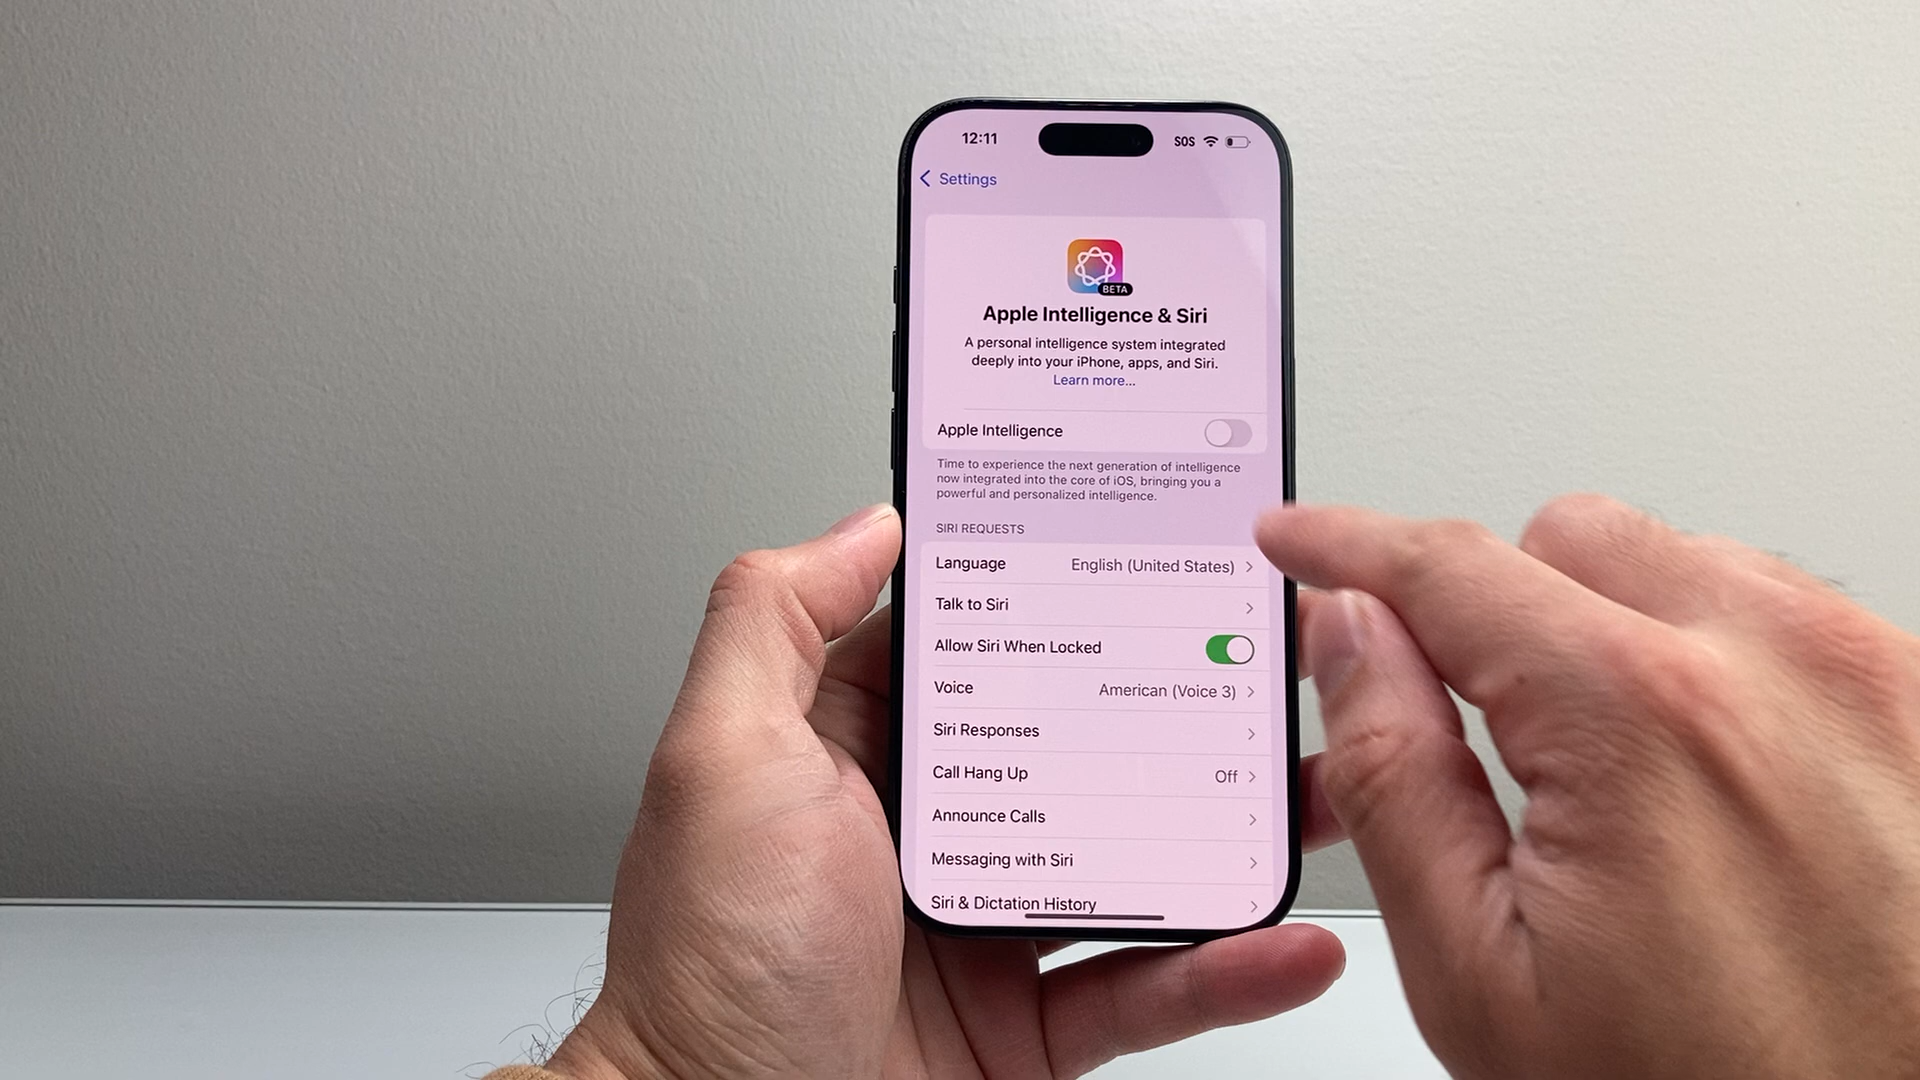 12:11
SOS
Settings
BETA
Apple Intelligence & Siri
A personal intelligence system integrated
deeply into your iPhone, apps, and Siri.
Learn more...
Apple Intelligence
Time to experience the next generation of intelligence
now integrated into the core of iOS, bringing you a
powerful and personalized intelligence.
SIRI REQUESTS
Language English (United States)
Talk to Siri
Allow Siri When Locked
Voice American (Voice 3)
Siri Responses
Call Hang Up Off
Announce Calls
Messaging with Siri
Siri & Dictation History